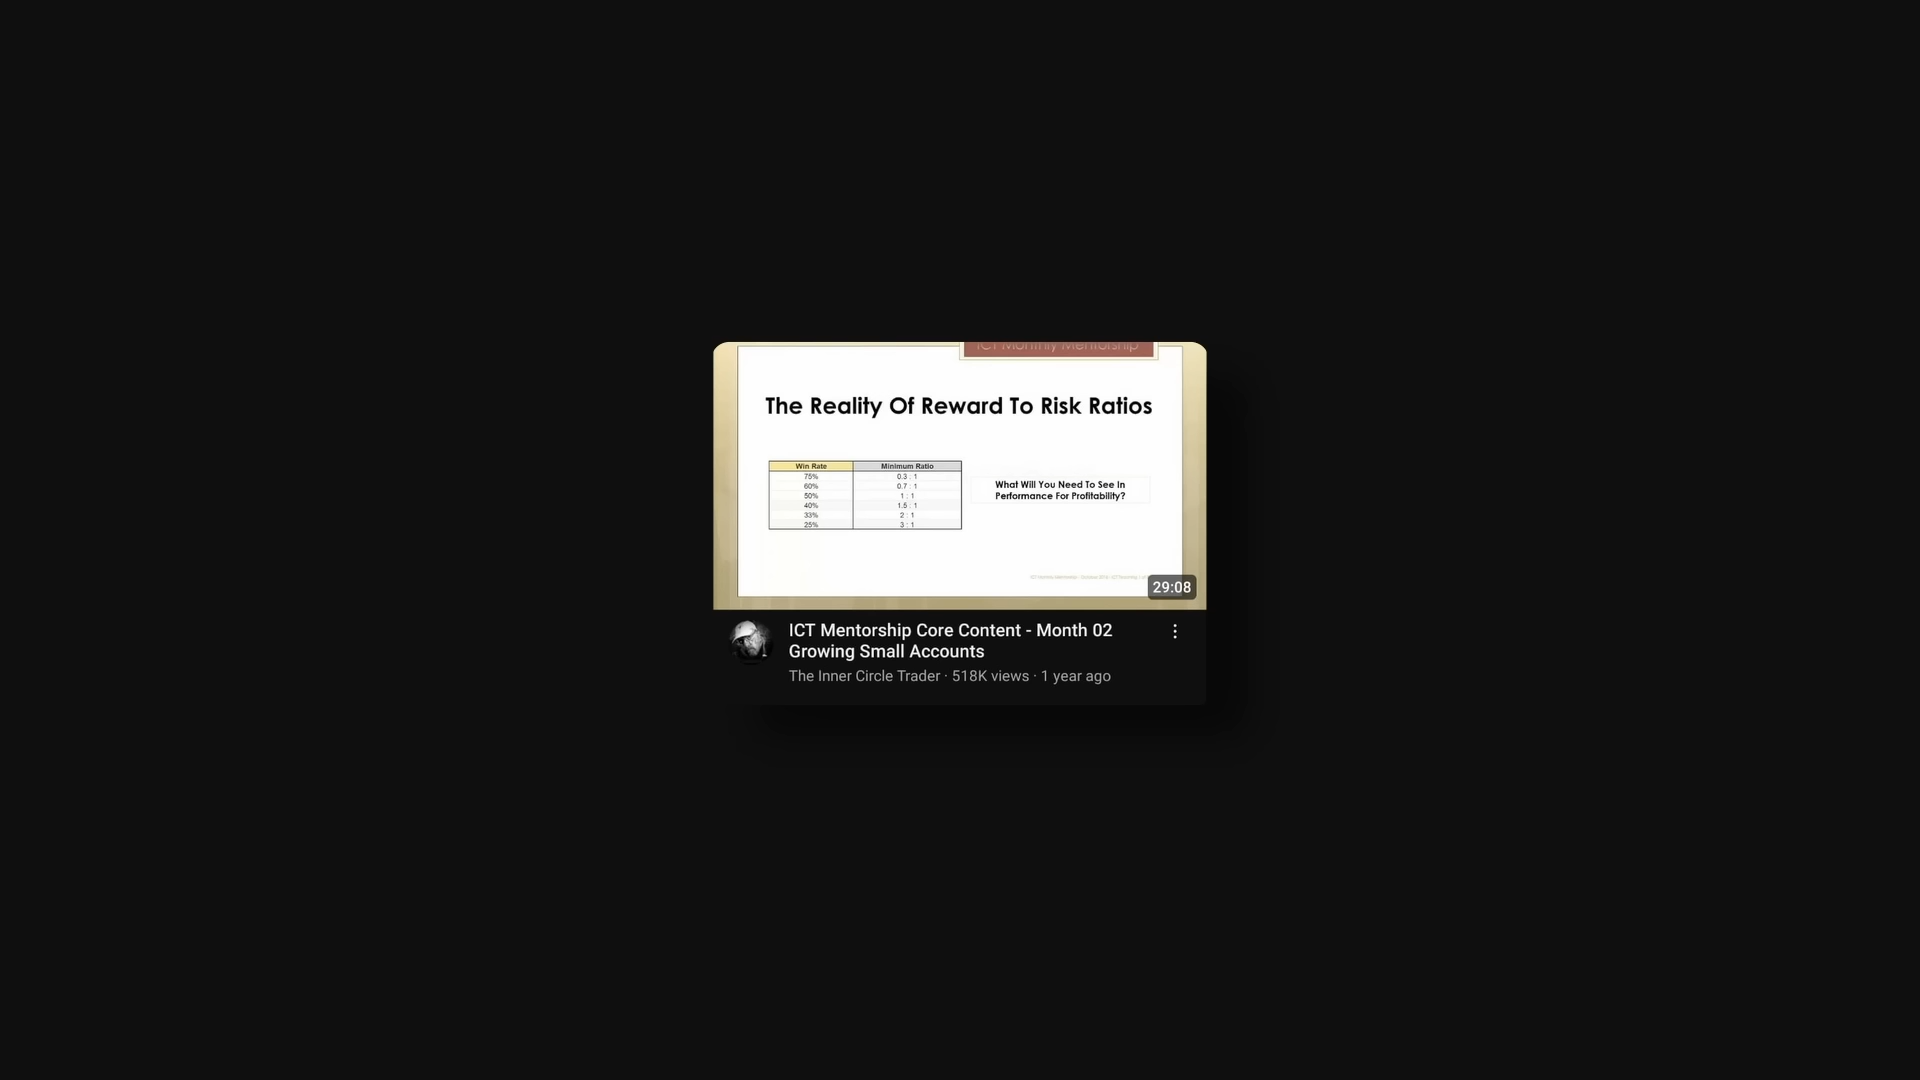 ICT Monthly Mentorship
The Reality Of Reward To Risk Ratios
Win Rate Minimum Ratio
75% 0.3 : 1
60% 0.7 : 1
50% 1 : 1
40% 1.5 : 1
33% 2 : 1
25% 3 : 1
What Will You Need To See In
Performance For Profitability?
29:08
ICT Mentorship Core Content - Month 02
Growing Small Accounts
The Inner Circle Trader · 518K views · 1 year ago